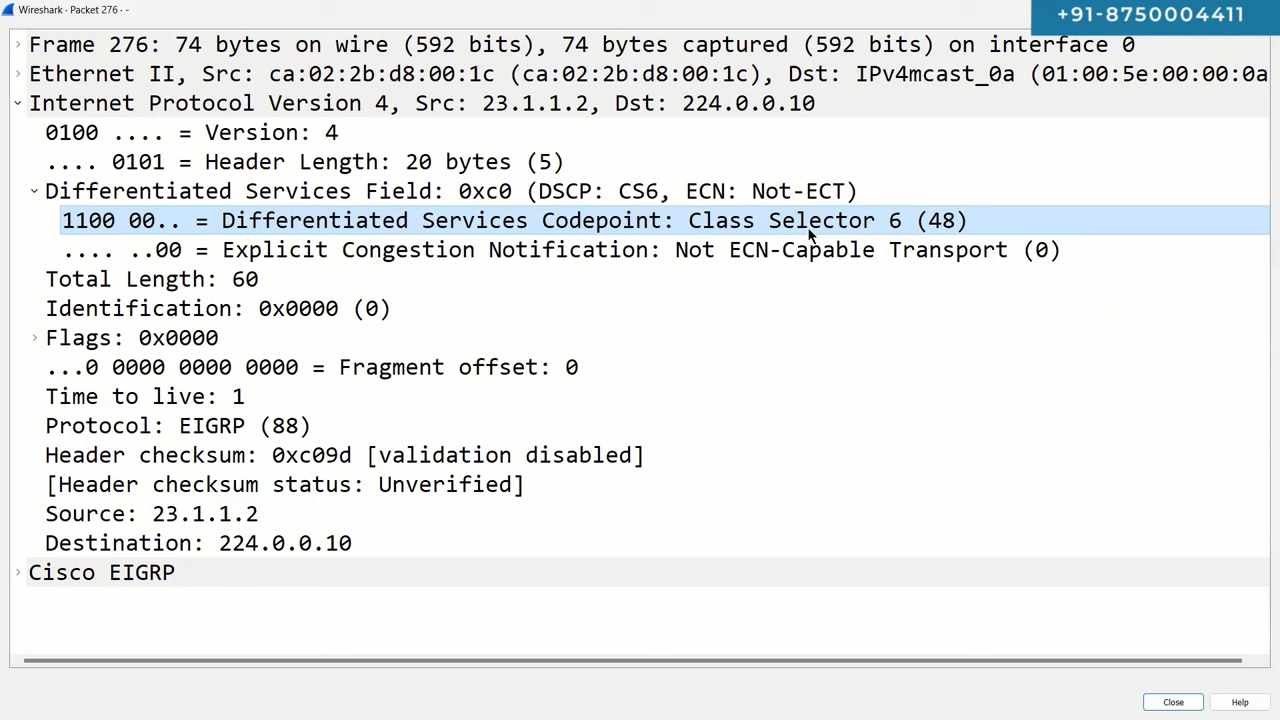 Wireshark · Packet 276 · -
+91-8750004411
Frame 276: 74 bytes on wire (592 bits), 74 bytes captured (592 bits) on interface 0
Ethernet II, Src: ca:02:2b:d8:00:1c (ca:02:2b:d8:00:1c), Dst: IPv4mcast_0a (01:00:5e:00:00:0a
Internet Protocol Version 4, Src: 23.1.1.2, Dst: 224.0.0.10
0100 .... = Version: 4
.... 0101 = Header Length: 20 bytes (5)
Differentiated Services Field: 0xc0 (DSCP: CS6, ECN: Not-ECT)
1100 00.. = Differentiated Services Codepoint: Class Selector 6 (48)
.... ..00 = Explicit Congestion Notification: Not ECN-Capable Transport (0)
Total Length: 60
Identification: 0x0000 (0)
Flags: 0x0000
...0 0000 0000 0000 = Fragment offset: 0
Time to live: 1
Protocol: EIGRP (88)
Header checksum: 0xc09d [validation disabled]
[Header checksum status: Unverified]
Source: 23.1.1.2
Destination: 224.0.0.10
Cisco EIGRP
Close
Help